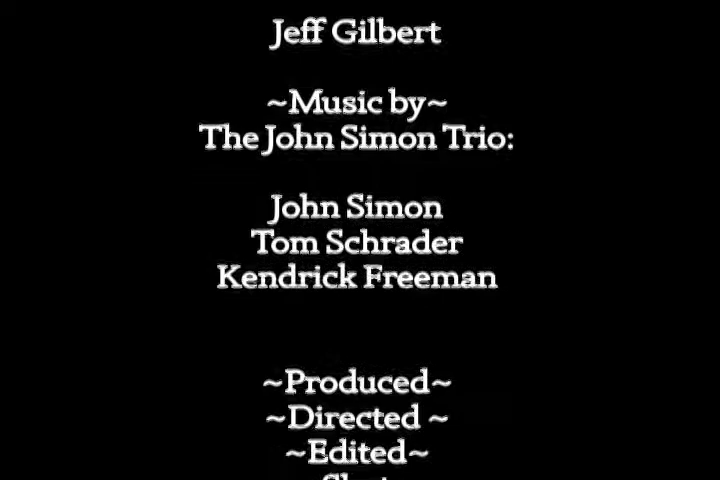 Jeff Gilbert
~Music by~
The John Simon Trio:
John Simon
Tom Schrader
Kendrick Freeman
~Produced~
~Directed ~
~Edited~